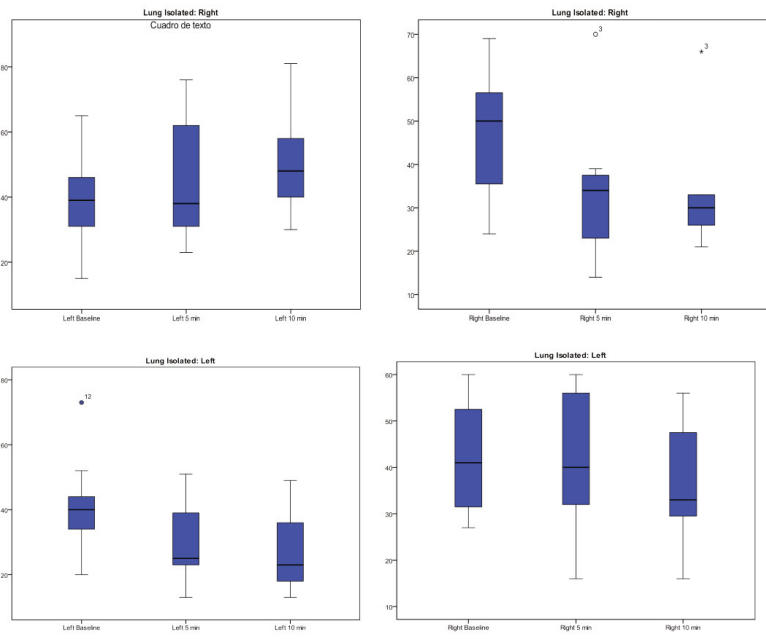 Lung Isolated: Right
Cuadro de texto
80
60
40
20
Left Baseline Left 5 min Left 10 min
Lung Isolated: Right
70
60
50
40
30
20
10
3
3
*
Right Baseline Right 5 min Right 10 min
Lung Isolated: Left
80
60
40
20
12
Left Baseline Left 5 min Left 10 min
Lung Isolated: Left
60
50
40
30
20
10
Right Baseline Right 5 min Right 10 min